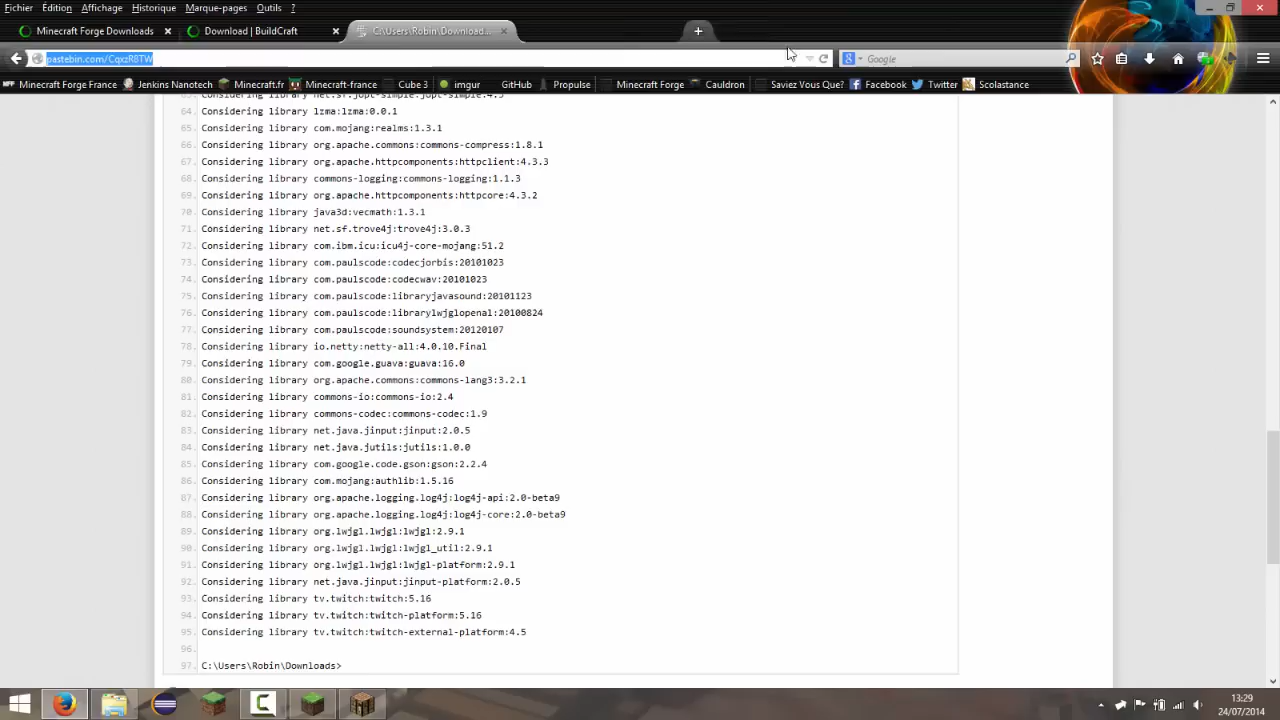 Fichier Édition Affichage Historique Marque-pages Outils ?
Minecraft Forge Downloads × Download | BuildCraft × C:\Users\Robin\Download... × +
pastebin.com/CqxzR8TW Google
Minecraft Forge France Jenkins Nanotech Minecraft.fr Minecraft-france Cube 3 imgur GitHub Propulse Minecraft Forge Cauldron Saviez Vous Que? Facebook Twitter Scolastance
63. Considering library net.sf.jopt-simple:jopt-simple:4.5
64. Considering library lzma:lzma:0.0.1
65. Considering library com.mojang:realms:1.3.1
66. Considering library org.apache.commons:commons-compress:1.8.1
67. Considering library org.apache.httpcomponents:httpclient:4.3.3
68. Considering library commons-logging:commons-logging:1.1.3
69. Considering library org.apache.httpcomponents:httpcore:4.3.2
70. Considering library java3d:vecmath:1.3.1
71. Considering library net.sf.trove4j:trove4j:3.0.3
72. Considering library com.ibm.icu:icu4j-core-mojang:51.2
73. Considering library com.paulscode:codecjorbis:20101023
74. Considering library com.paulscode:codecwav:20101023
75. Considering library com.paulscode:libraryjavasound:20101123
76. Considering library com.paulscode:librarylwjglopenal:20100824
77. Considering library com.paulscode:soundsystem:20120107
78. Considering library io.netty:netty-all:4.0.10.Final
79. Considering library com.google.guava:guava:16.0
80. Considering library org.apache.commons:commons-lang3:3.2.1
81. Considering library commons-io:commons-io:2.4
82. Considering library commons-codec:commons-codec:1.9
83. Considering library net.java.jinput:jinput:2.0.5
84. Considering library net.java.jutils:jutils:1.0.0
85. Considering library com.google.code.gson:gson:2.2.4
86. Considering library com.mojang:authlib:1.5.16
87. Considering library org.apache.logging.log4j:log4j-api:2.0-beta9
88. Considering library org.apache.logging.log4j:log4j-core:2.0-beta9
89. Considering library org.lwjgl.lwjgl:lwjgl:2.9.1
90. Considering library org.lwjgl.lwjgl:lwjgl_util:2.9.1
91. Considering library org.lwjgl.lwjgl:lwjgl-platform:2.9.1
92. Considering library net.java.jinput:jinput-platform:2.0.5
93. Considering library tv.twitch:twitch:5.16
94. Considering library tv.twitch:twitch-platform:5.16
95. Considering library tv.twitch:twitch-external-platform:4.5
96.
97. C:\Users\Robin\Downloads>
13:29
24/07/2014